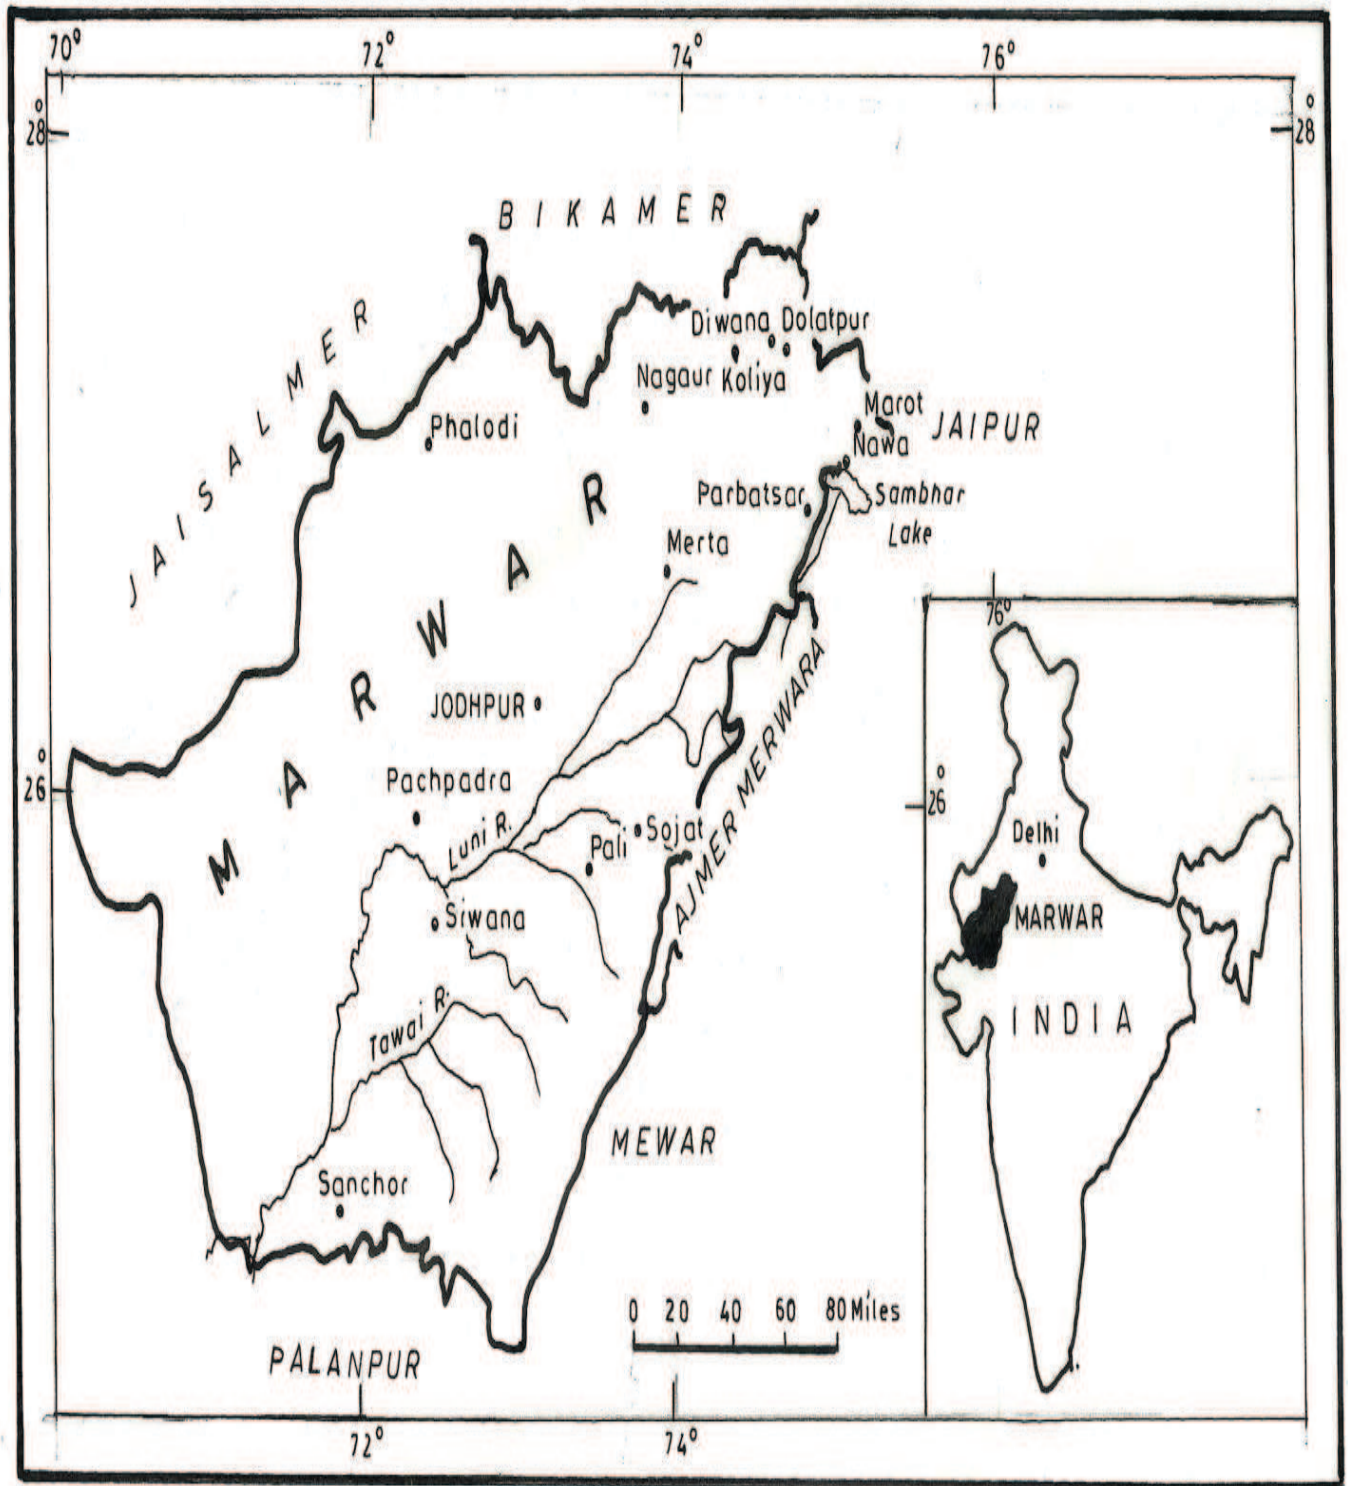 70° 72° 74° 76°
28° 28°
BIKAMER
JAISALMER
Diwana Dolatpur
Nagaur Koliya
Phalodi
Marot
JAIPUR
Nawa
Parbatsar
Sambhar
Lake
Merta
MARWAR
JODHPUR
AJMER MERWARA
26°
Pachpadra
Luni R.
Sojat
Pali
Siwana
Tawai R.
MEWAR
Sanchor
0 20 40 60 80 Miles
PALANPUR
72° 74°
76°
26°
Delhi
MARWAR
INDIA